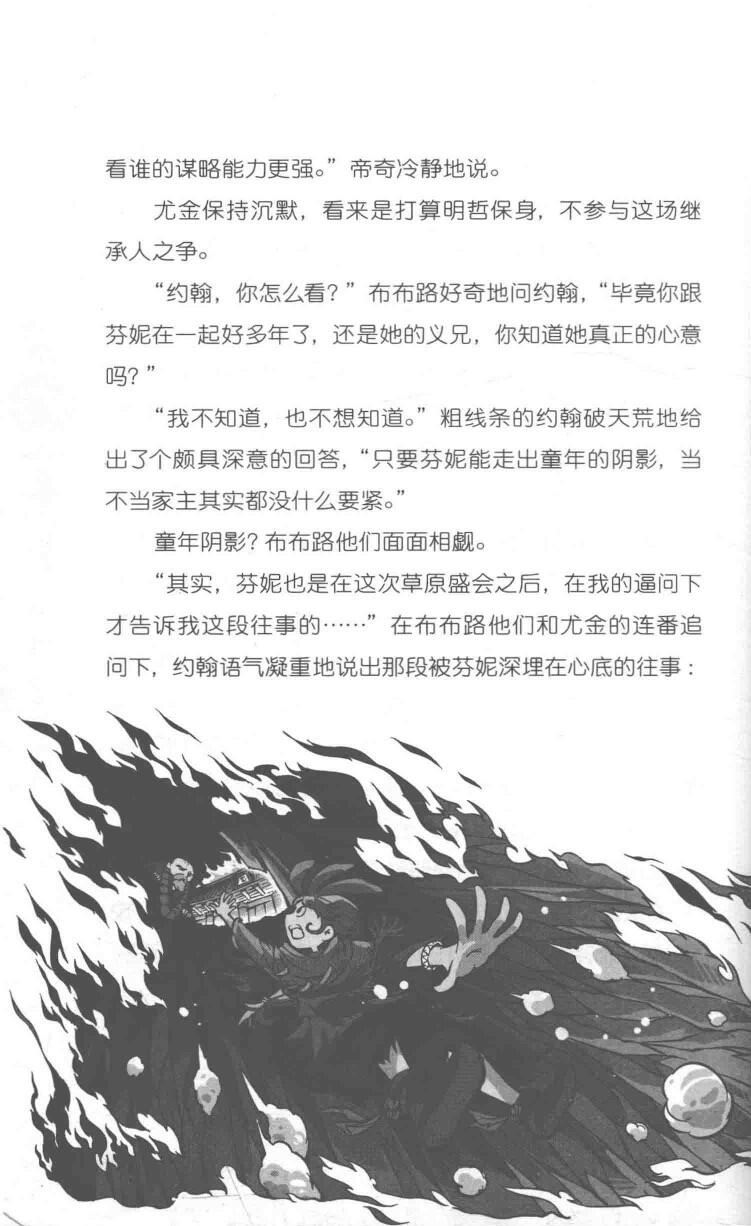 看谁的谋略能力更强。”帝奇冷静地说。
尤金保持沉默，看来是打算明哲保身，不参与这场继
承人之争。
“约翰，你怎么看？”布布路好奇地问约翰，“毕竟你跟
芬妮在一起好多年了，还是她的义兄，你知道她真正的心意
吗？”
“我不知道，也不想知道。”粗线条的约翰破天荒地给
出了个颇具深意的回答，“只要芬妮能走出童年的阴影，当
不当家主其实都没什么要紧。”
童年阴影？布布路他们面面相觑。
“其实，芬妮也是在这次草原盛会之后，在我的逼问下
才告诉我这段往事的……”在布布路他们和尤金的连番追
问下，约翰语气凝重地说出那段被芬妮深埋在心底的往事：